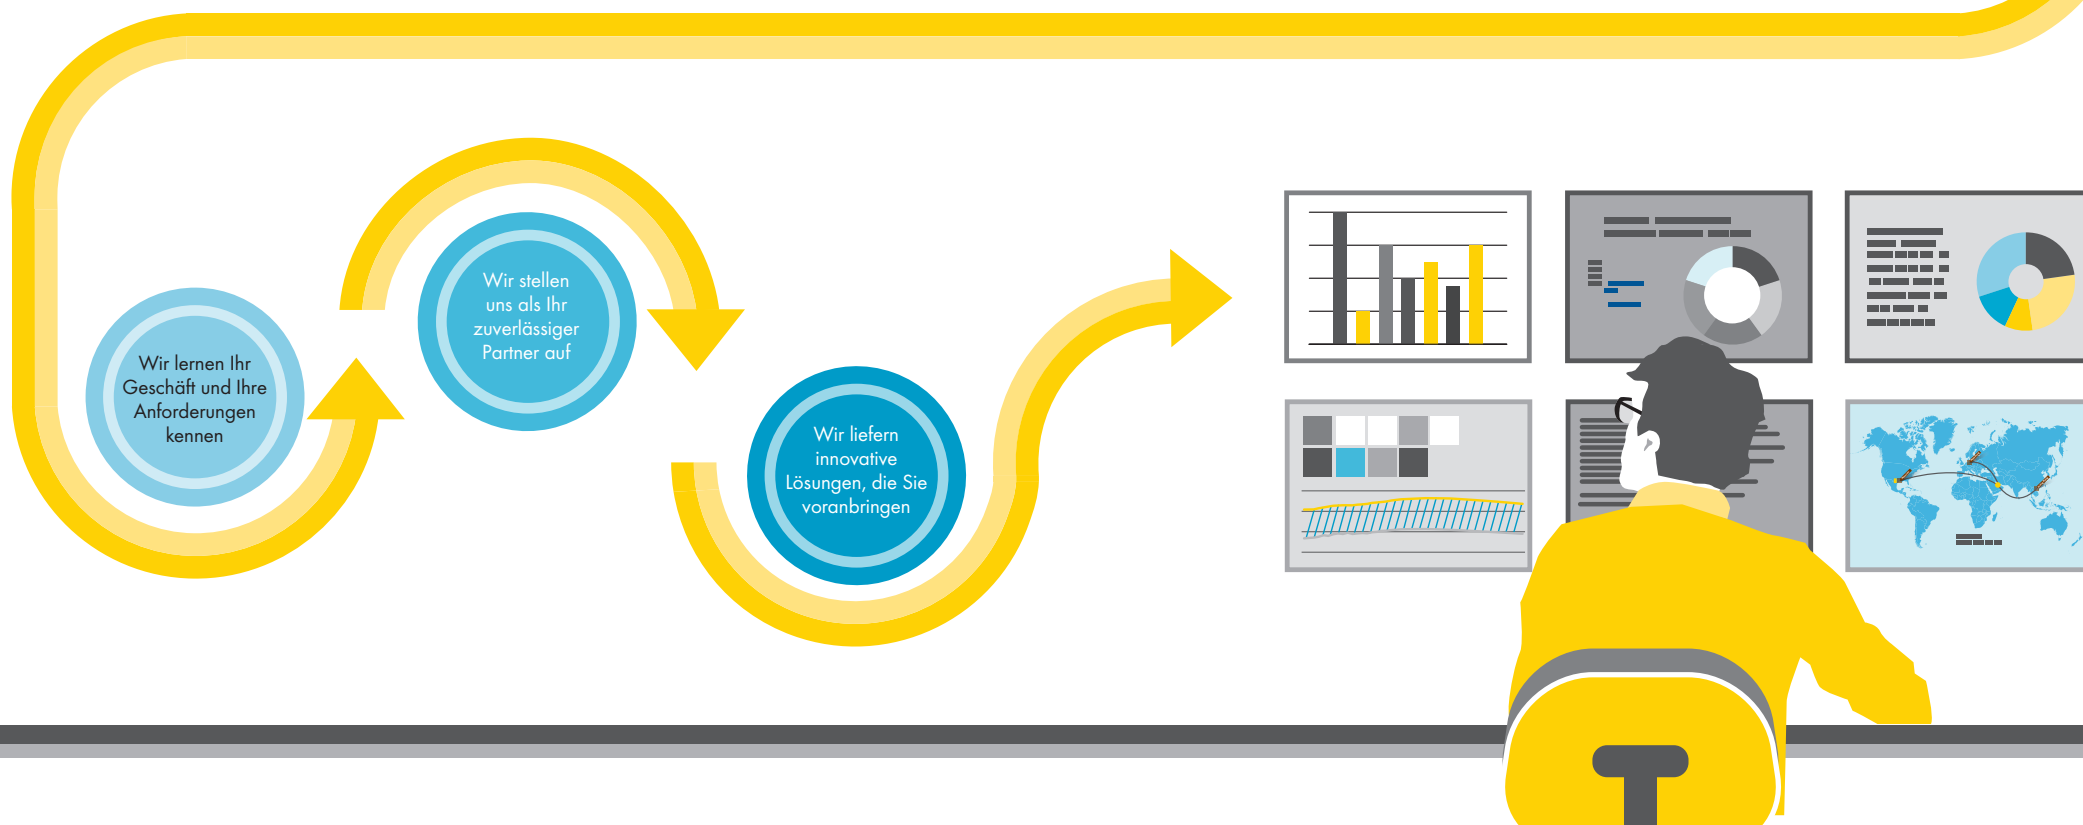 Wir lernen Ihr
Geschäft und Ihre
Anforderungen
kennen
Wir stellen
uns als Ihr
zuverlässiger
Partner auf
Wir liefern
innovative
Lösungen, die Sie
voranbringen